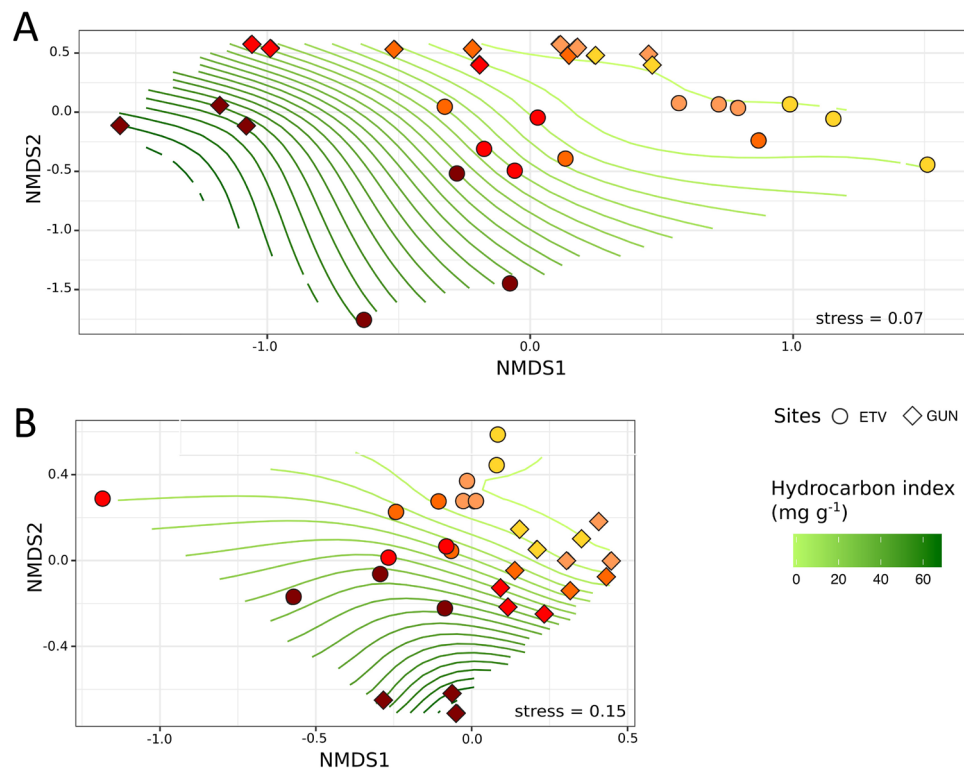 A
0.5
0.0
-0.5
-1.0
-1.5
NMDS2
stress = 0.07
-1.0
0.0
1.0
NMDS1
B
0.4
0.0
-0.4
NMDS2
stress = 0.15
-1.0
-0.5
0.0
0.5
NMDS1
Sites ETV GUN
Hydrocarbon index
(mg g⁻¹)
0 20 40 60